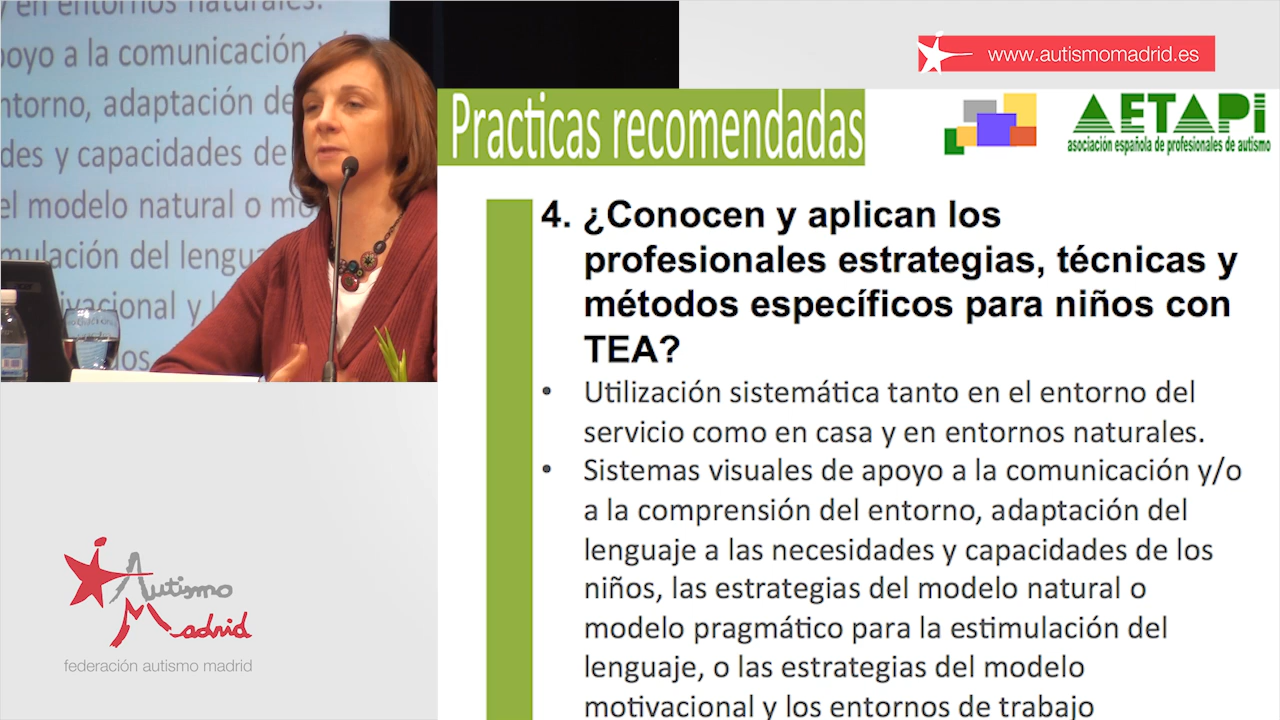 en entornos naturales.
poyo a la comunicación y/
ntorno, adaptación de
des y capacidades de
el modelo natural o mo
mulación del lengua
ivacional y l
dos
www.autismomadrid.es
Practicas recomendadas
AETAPI
asociación española de profesionales de autismo
4. ¿Conocen y aplican los
profesionales estrategias, técnicas y
métodos específicos para niños con
TEA?
• Utilización sistemática tanto en el entorno del
servicio como en casa y en entornos naturales.
• Sistemas visuales de apoyo a la comunicación y/o
a la comprensión del entorno, adaptación del
lenguaje a las necesidades y capacidades de los
niños, las estrategias del modelo natural o
modelo pragmático para la estimulación del
lenguaje, o las estrategias del modelo
motivacional y los entornos de trabajo
Autismo
Madrid
federación autismo madrid